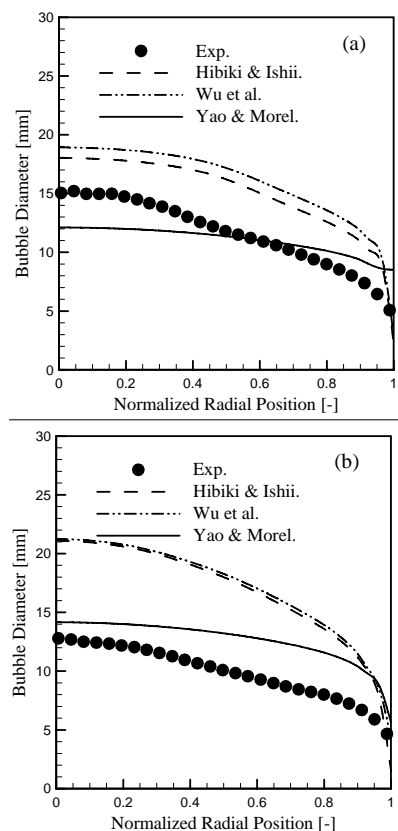 (a)
Exp.
Hibiki & Ishii.
Wu et al.
Yao & Morel.
Bubble Diameter [mm]
30
25
20
15
10
5
0
0 0.2 0.4 0.6 0.8 1
Normalized Radial Position [-]
(b)
Exp.
Hibiki & Ishii.
Wu et al.
Yao & Morel.
Bubble Diameter [mm]
30
25
20
15
10
5
0
0 0.2 0.4 0.6 0.8 1
Normalized Radial Position [-]